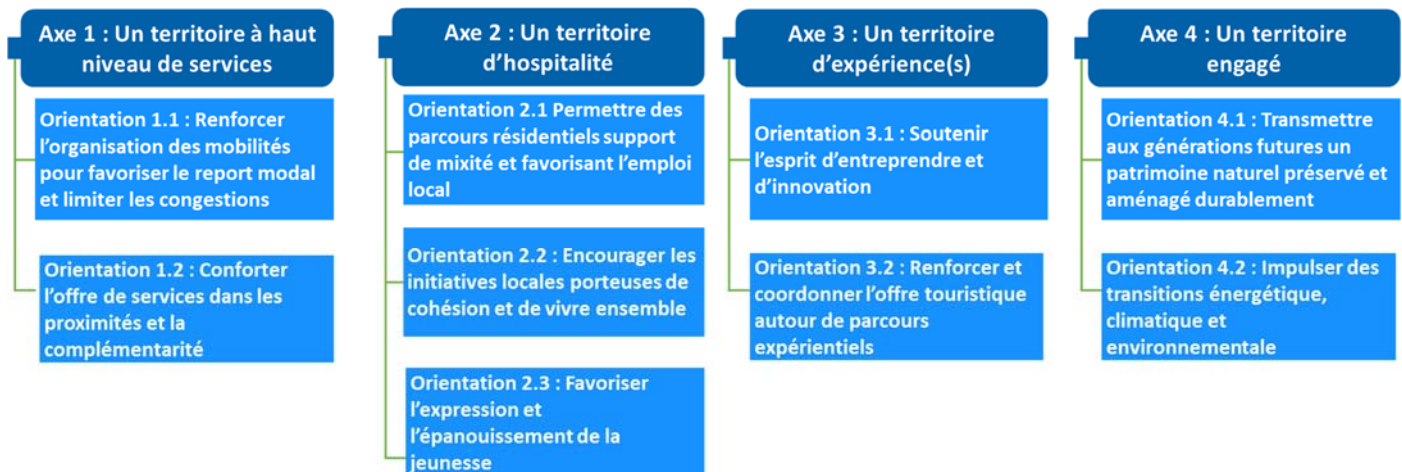 Axe 1 : Un territoire à haut
niveau de services
Orientation 1.1 : Renforcer
l'organisation des mobilités
pour favoriser le report modal
et limiter les congestions
Orientation 1.2 : Conforter
l'offre de services dans les
proximités et la
complémentarité
Axe 2 : Un territoire
d'hospitalité
Orientation 2.1 Permettre des
parcours résidentiels support
de mixité et favorisant l'emploi
local
Orientation 2.2 : Encourager les
initiatives locales porteuses de
cohésion et de vivre ensemble
Orientation 2.3 : Favoriser
l'expression et
l'épanouissement de la
jeunesse
Axe 3 : Un territoire
d'expérience(s)
Orientation 3.1 : Soutenir
l'esprit d'entreprendre et
d'innovation
Orientation 3.2 : Renforcer et
coordonner l'offre touristique
autour de parcours
expérientiels
Axe 4 : Un territoire
engagé
Orientation 4.1 : Transmettre
aux générations futures un
patrimoine naturel préservé et
aménagé durablement
Orientation 4.2 : Impulser des
transitions énergétique,
climatique et
environnementale